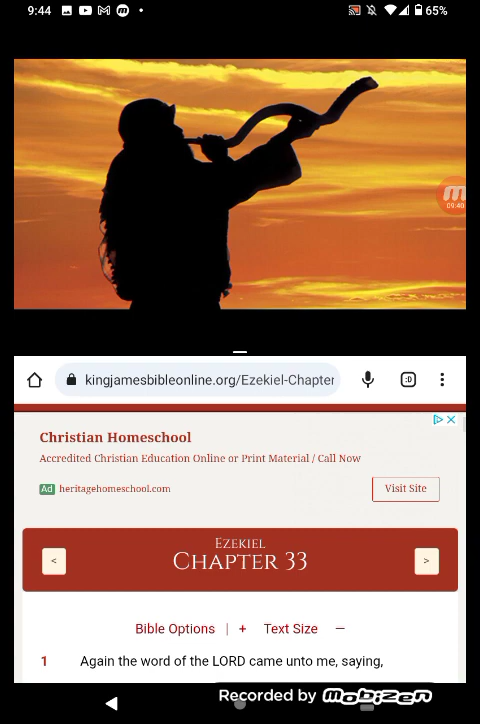 9:44
65%
09:40
kingjamesbibleonline.org/Ezekiel-Chapter
:D
Christian Homeschool
Accredited Christian Education Online or Print Material / Call Now
Ad heritagehomeschool.com
Visit Site
EZEKIEL
< CHAPTER 33 >
Bible Options | + Text Size —
1 Again the word of the LORD came unto me, saying,
Recorded by Mobizen